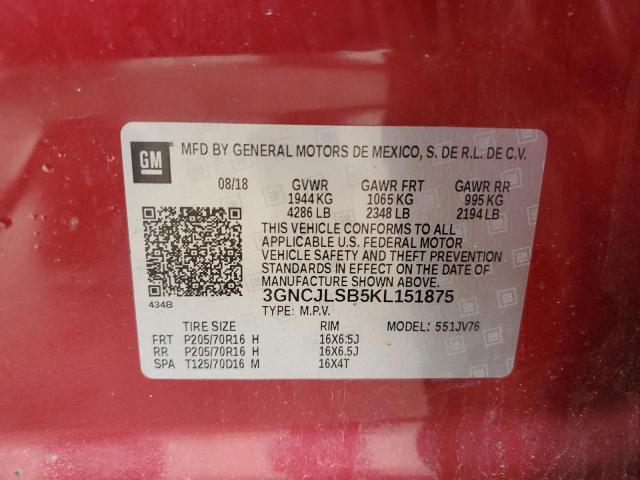 GM MFD BY GENERAL MOTORS DE MEXICO, S. DE R.L. DE C.V.
08/18 GVWR GAWR FRT GAWR RR
1944 KG 1065 KG 995 KG
4286 LB 2348 LB 2194 LB
THIS VEHICLE CONFORMS TO ALL
APPLICABLE U.S. FEDERAL MOTOR
VEHICLE SAFETY AND THEFT PREVENTION
STANDARDS IN EFFECT ON THE DATE OF
MANUFACTURE SHOWN ABOVE.
434B 3GNCJLSB5KL151875
TYPE: M.P.V.
TIRE SIZE RIM MODEL: 551JV76
FRT P205/70R16 H 16X6.5J
RR P205/70R16 H 16X6.5J
SPA T125/70D16 M 16X4T